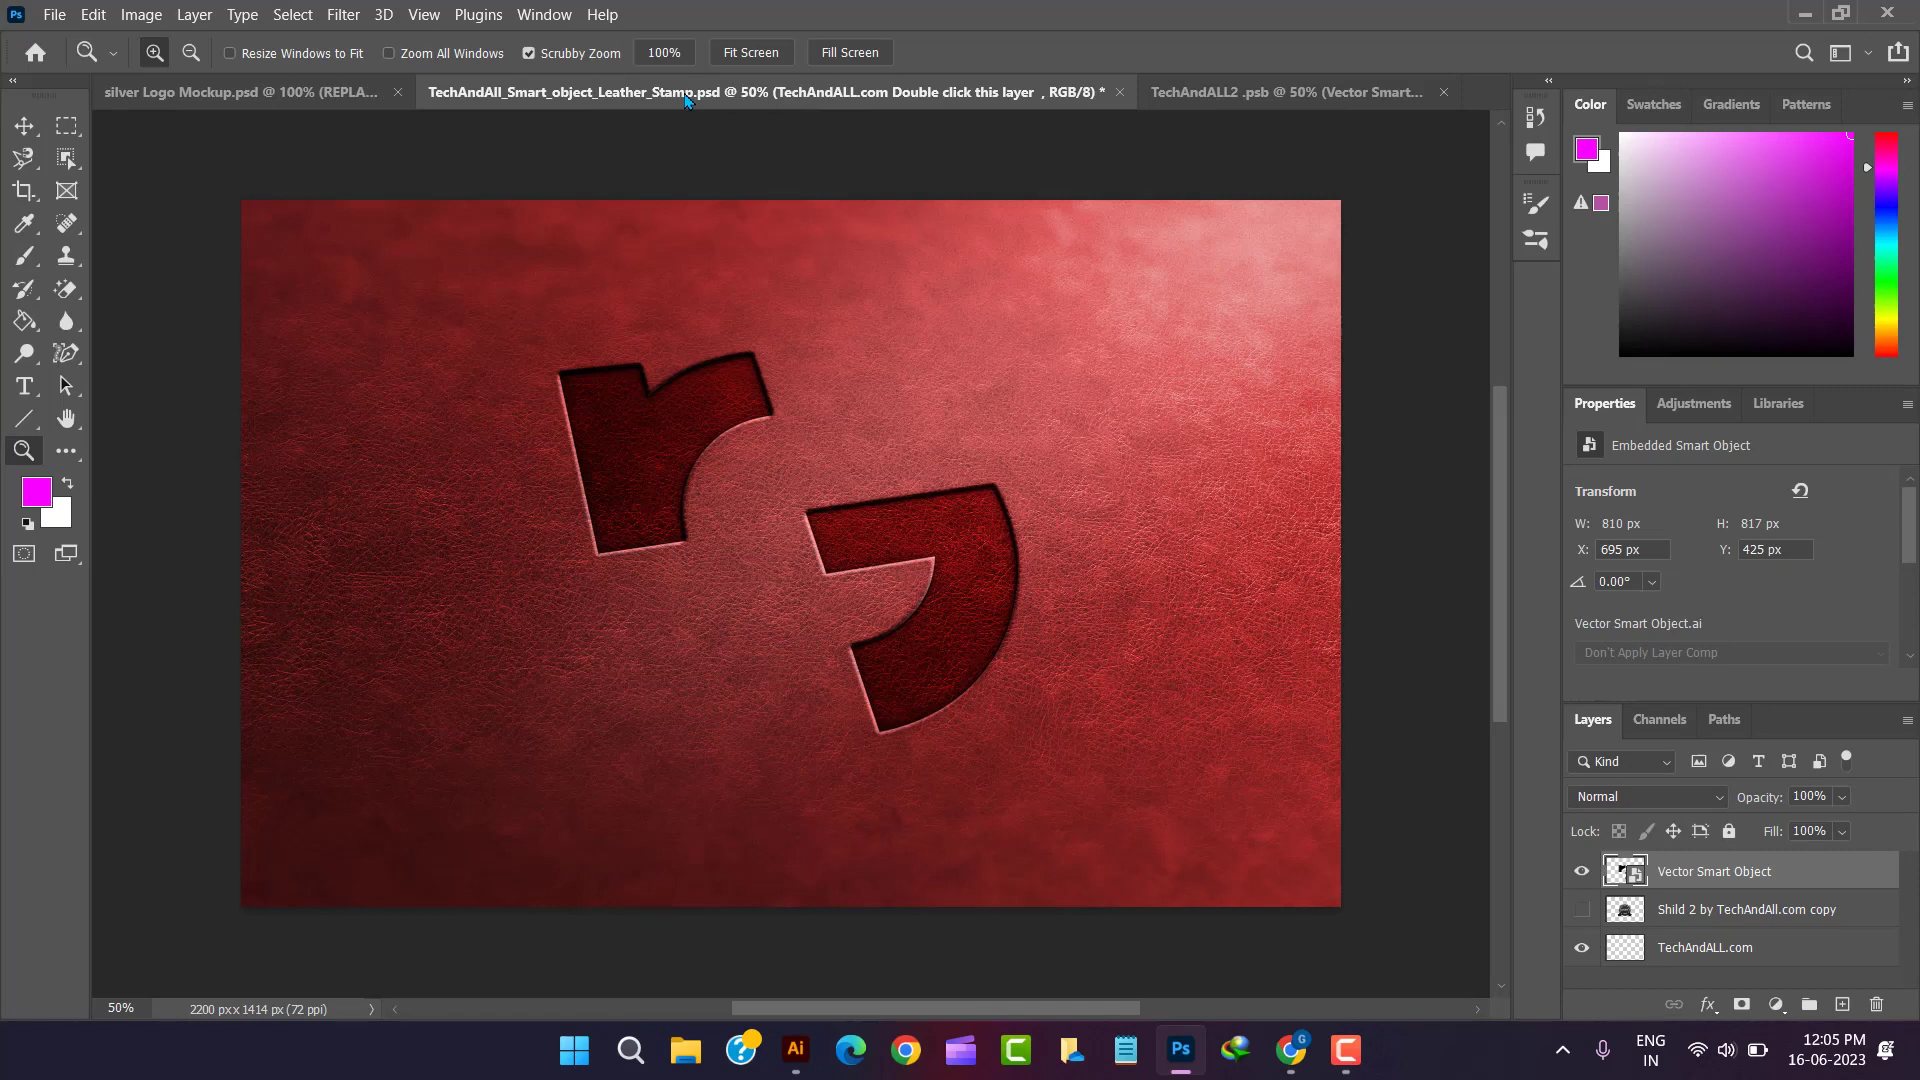 File Edit Image Layer Type Select Filter 3D View Plugins Window Help
Resize Windows to Fit Zoom All Windows Scrubby Zoom 100% Fit Screen Fill Screen
silver Logo Mockup.psd @ 100% (REPLA... TechAndAll_Smart_object_Leather_Stamp.psd @ 50% (TechAndALL.com Double click this layer , RGB/8) * TechAndALL2 .psb @ 50% (Vector Smart...
Color Swatches Gradients Patterns
Properties Adjustments Libraries
Embedded Smart Object
Transform
W: 810 px H: 817 px
X: 695 px Y: 425 px
0.00°
Vector Smart Object.ai
Don't Apply Layer Comp
Layers Channels Paths
Kind
Normal Opacity: 100%
Lock: Fill: 100%
Vector Smart Object
Shild 2 by TechAndAll.com copy
TechAndALL.com
50% 2200 px x 1414 px (72 ppi)
ENG
IN
12:05 PM
16-06-2023